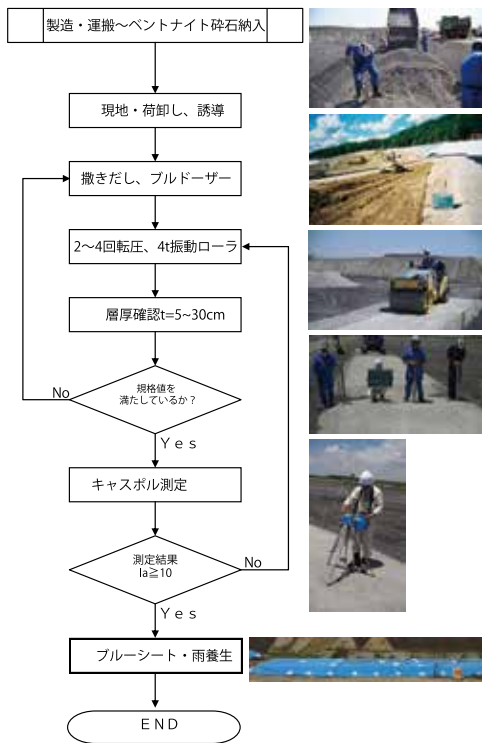 製造・運搬～ベントナイト砕石納入
現地・荷卸し、誘導
撒きだし、ブルドーザー
2～4回転圧、4t振動ローラ
層厚確認t=5～30cm
規格値を
満たしているか？
No
Ｙｅｓ
キャスポル測定
測定結果
Ia≧10
No
Ｙｅｓ
ブルーシート・雨養生
ＥＮＤ